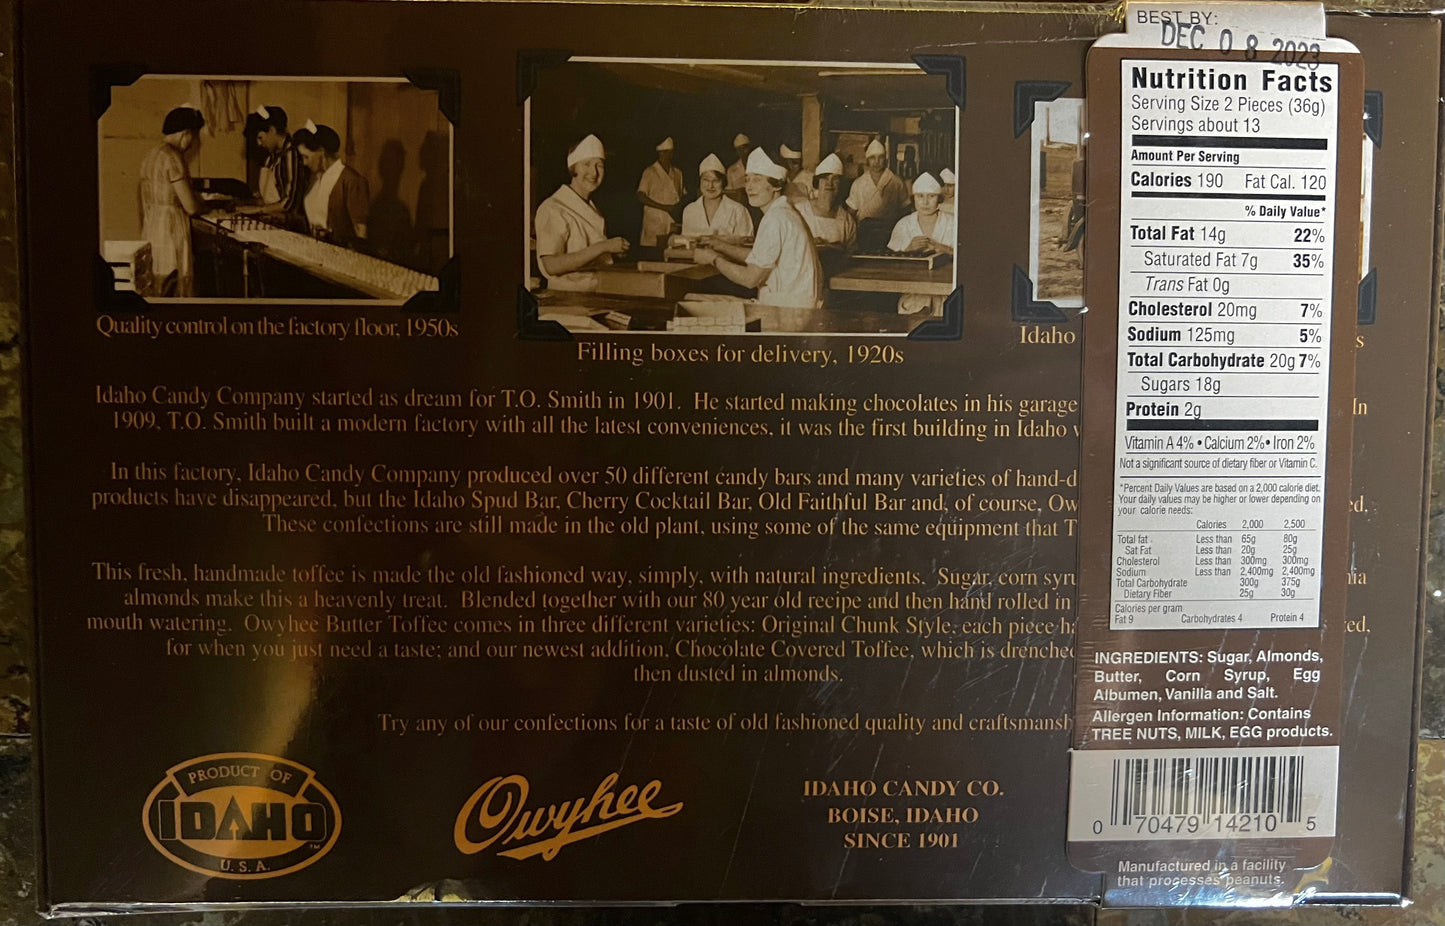 Quality control on the factory floor, 1950s
Filling boxes for delivery, 1920s
Idaho
s
Idaho Candy Company started as dream for T.O. Smith in 1901. He started making chocolates in his garage
In
1909, T.O. Smith built a modern factory with all the latest conveniences, it was the first building in Idaho
In this factory, Idaho Candy Company produced over 50 different candy bars and many varieties of hand-d
products have disappeared, but the Idaho Spud Bar, Cherry Cocktail Bar, Old Faithful Bar and, of course, Ow
ed,
These confections are still made in the old plant, using some of the same equipment that T
This fresh, handmade toffee is made the old fashioned way, simply, with natural ingredients. Sugar, corn syru
ia
almonds make this a heavenly treat. Blended together with our 80 year old recipe and then hand rolled in
mouth watering. Owyhee Butter Toffee comes in three different varieties: Original Chunk Style, each piece ha
ed,
for when you just need a taste; and our newest addition, Chocolate Covered Toffee, which is drenched
then dusted in almonds.
Try any of our confections for a taste of old fashioned quality and craftsmansh
PRODUCT OF
IDAHO
TM
U.S.A.
Owyhee
IDAHO CANDY CO.
BOISE, IDAHO
SINCE 1901
BEST BY:
DEC 08 2023
Nutrition Facts
Serving Size 2 Pieces (36g)
Servings about 13
Amount Per Serving
Calories 190 Fat Cal. 120
% Daily Value*
Total Fat 14g 22%
Saturated Fat 7g 35%
Trans Fat 0g
Cholesterol 20mg 7%
Sodium 125mg 5%
Total Carbohydrate 20g 7%
Sugars 18g
Protein 2g
Vitamin A 4% • Calcium 2% • Iron 2%
Not a significant source of dietary fiber or Vitamin C.
*Percent Daily Values are based on a 2,000 calorie diet.
Your daily values may be higher or lower depending on
your calorie needs:
Calories 2,000 2,500
Total fat Less than 65g 80g
Sat Fat Less than 20g 25g
Cholesterol Less than 300mg 300mg
Sodium Less than 2,400mg 2,400mg
Total Carbohydrate 300g 375g
Dietary Fiber 25g 30g
Calories per gram
Fat 9 Carbohydrates 4 Protein 4
INGREDIENTS: Sugar, Almonds,
Butter, Corn Syrup, Egg
Albumen, Vanilla and Salt.
Allergen Information: Contains
TREE NUTS, MILK, EGG products.
0 70479 14210 5
Manufactured in a facility
that processes peanuts.